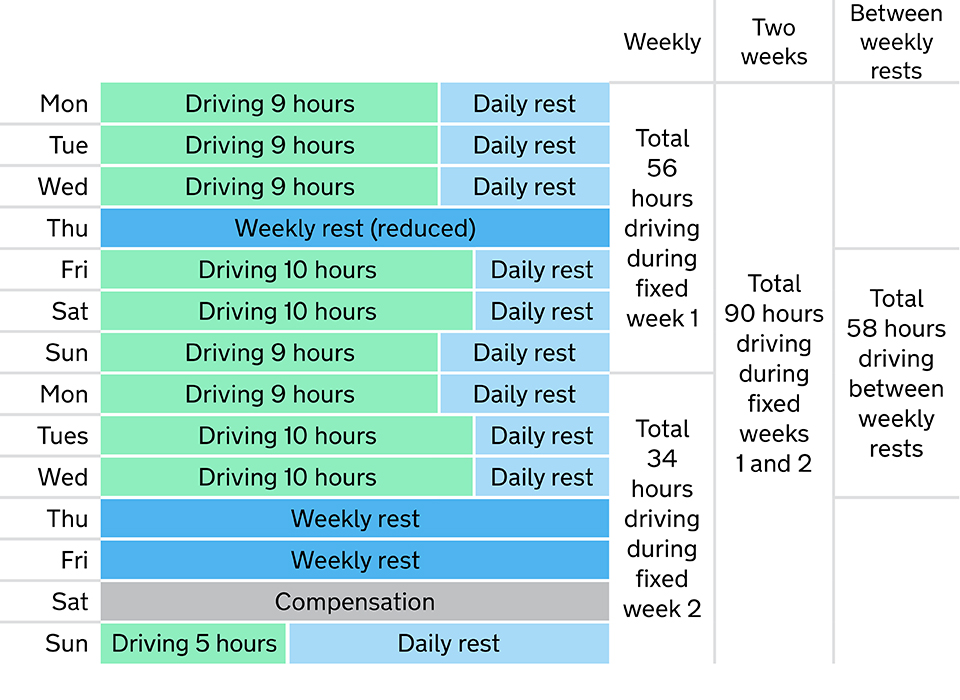 Weekly
Two
weeks
Between
weekly
rests
Mon Driving 9 hours Daily rest
Tue Driving 9 hours Daily rest
Wed Driving 9 hours Daily rest
Thu Weekly rest (reduced)
Fri Driving 10 hours Daily rest
Sat Driving 10 hours Daily rest
Sun Driving 9 hours Daily rest
Mon Driving 9 hours Daily rest
Tues Driving 10 hours Daily rest
Wed Driving 10 hours Daily rest
Thu Weekly rest
Fri Weekly rest
Sat Compensation
Sun Driving 5 hours Daily rest
Total
56
hours
driving
during
fixed
week 1
Total
34
hours
driving
during
fixed
week 2
Total
90 hours
driving
during
fixed
weeks
1 and 2
Total
58 hours
driving
between
weekly
rests